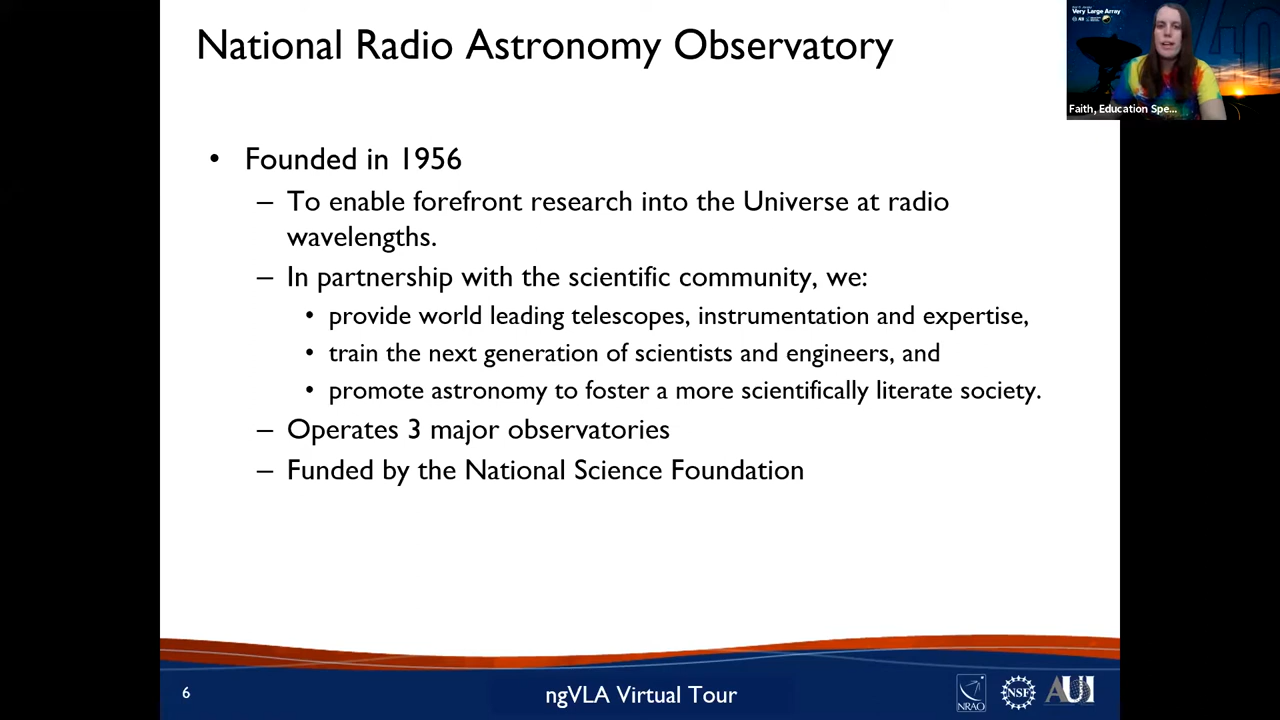 National Radio Astronomy Observatory
Very Large Array
Faith, Education Spe...
• Founded in 1956
– To enable forefront research into the Universe at radio
wavelengths.
– In partnership with the scientific community, we:
• provide world leading telescopes, instrumentation and expertise,
• train the next generation of scientists and engineers, and
• promote astronomy to foster a more scientifically literate society.
– Operates 3 major observatories
– Funded by the National Science Foundation
6
ngVLA Virtual Tour
NRAO
NSF
AUI